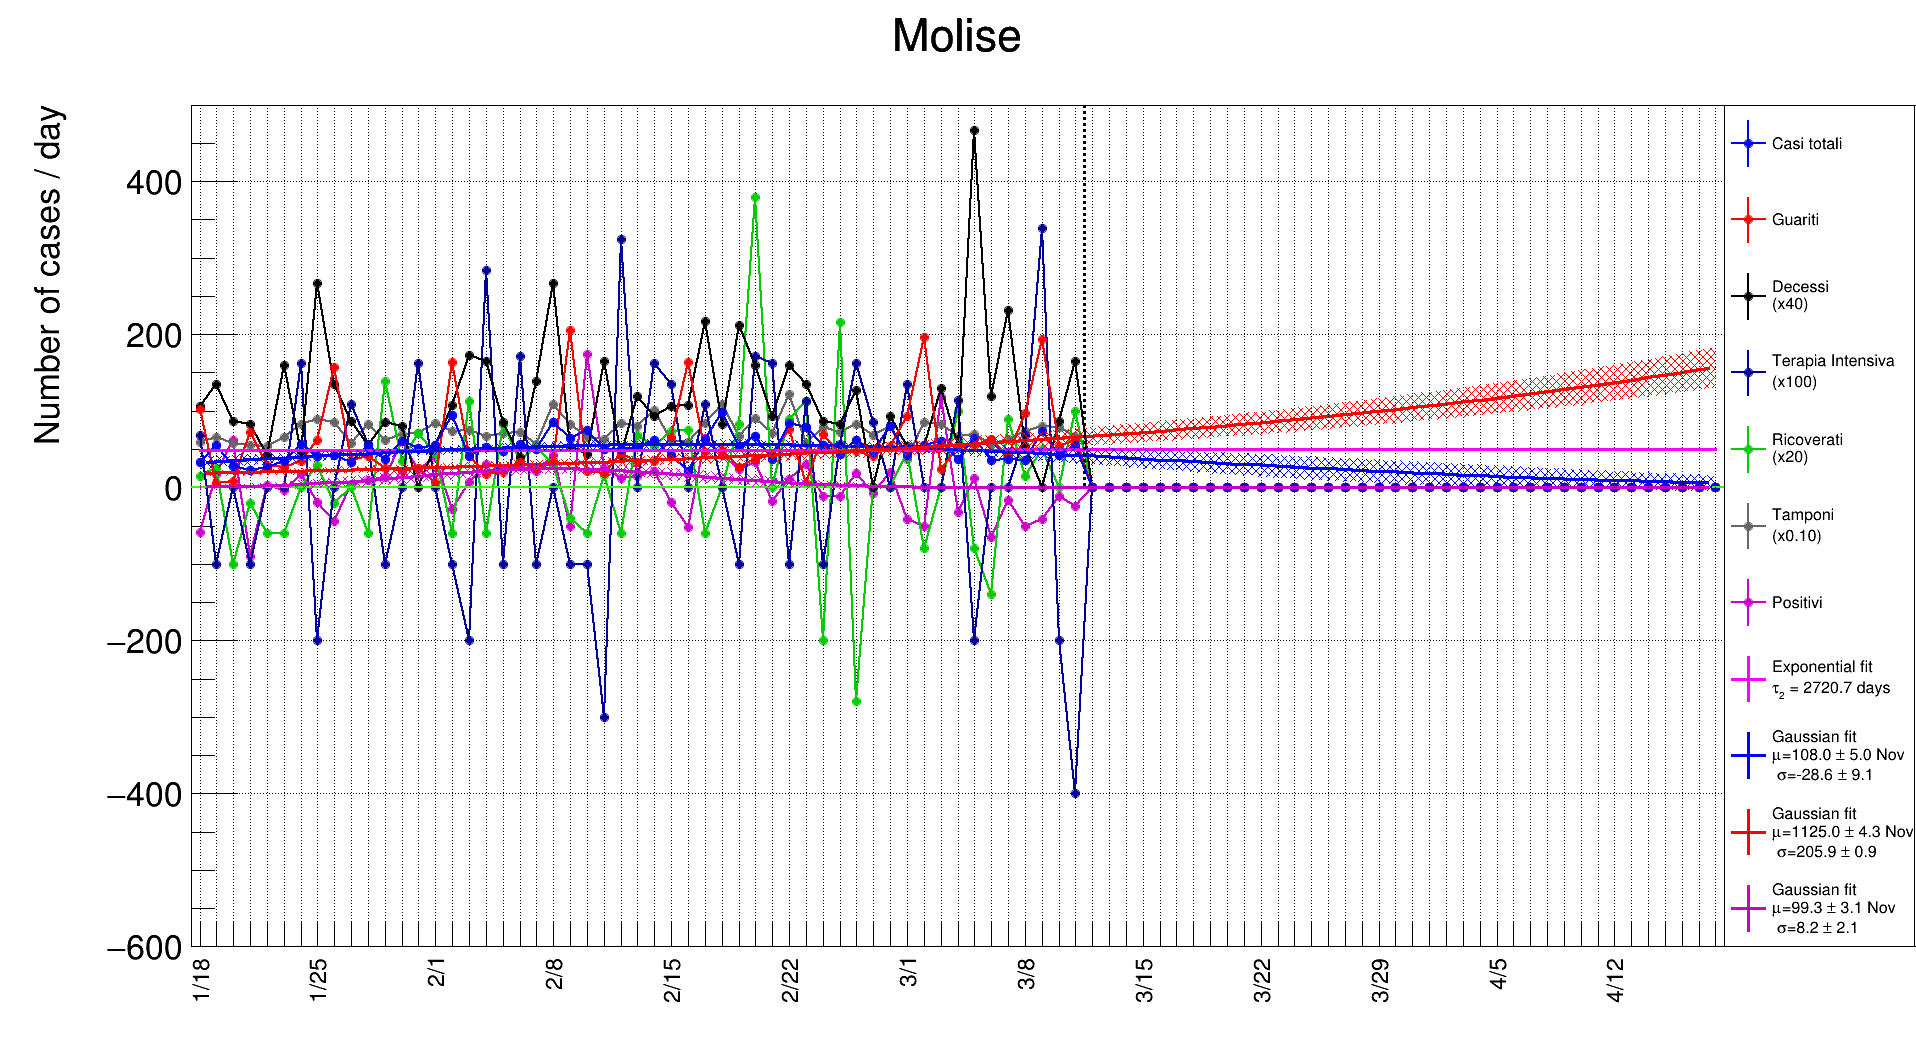 Molise
Number of cases / day
400
200
0
−200
−400
−600
1/18
1/25
2/1
2/8
2/15
2/22
3/1
3/8
3/15
3/22
3/29
4/5
4/12
Casi totali
Guariti
Decessi
(x40)
Terapia Intensiva
(x100)
Ricoverati
(x20)
Tamponi
(x0.10)
Positivi
Exponential fit
τ2 = 2720.7 days
Gaussian fit
μ=108.0 ± 5.0 Nov
σ=-28.6 ± 9.1
Gaussian fit
μ=1125.0 ± 4.3 Nov
σ=205.9 ± 0.9
Gaussian fit
μ=99.3 ± 3.1 Nov
σ=8.2 ± 2.1